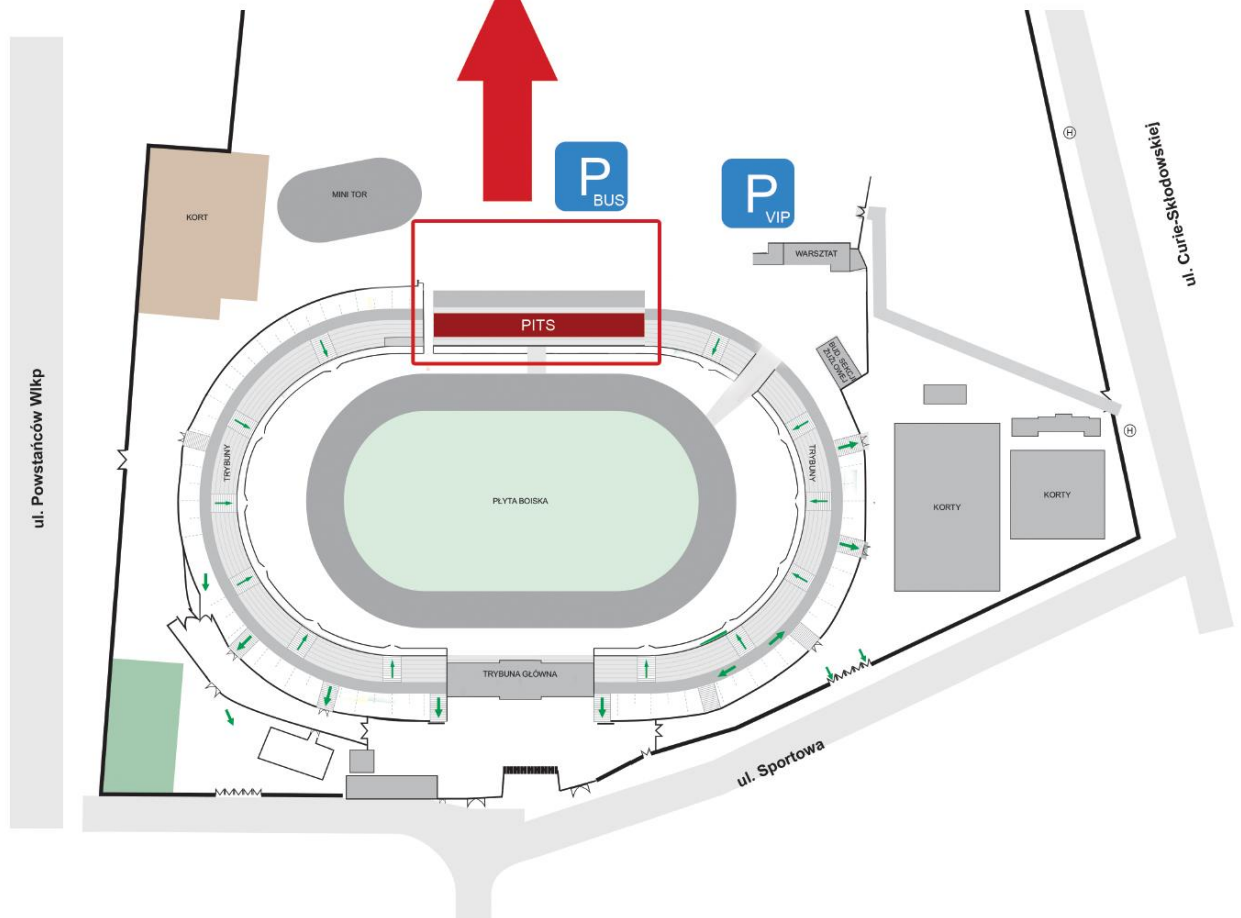 P
BUS
P
VIP
H
ul. Curie-Skłodowskiej
MINI TOR
KORT
WARSZTAT
PITS
BUD. SEKCJI
ŻUŻLOWEJ
ul. Powstańców Wlkp
TRYBUNY
TRYBUNY
H
PŁYTA BOISKA
KORTY
KORTY
TRYBUNA GŁÓWNA
ul. Sportowa